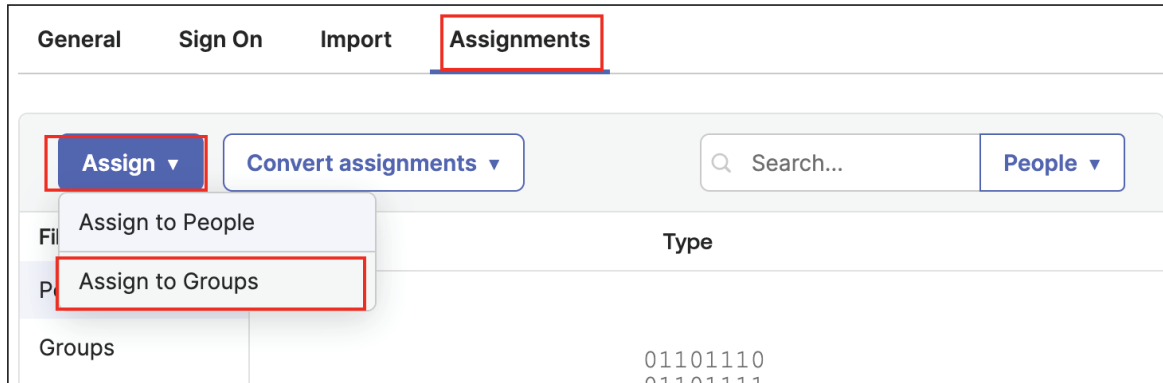 General Sign On Import Assignments
Assign ▼ Convert assignments ▼ Search... People ▼
Assign to People
Type
Assign to Groups
Groups
01101110